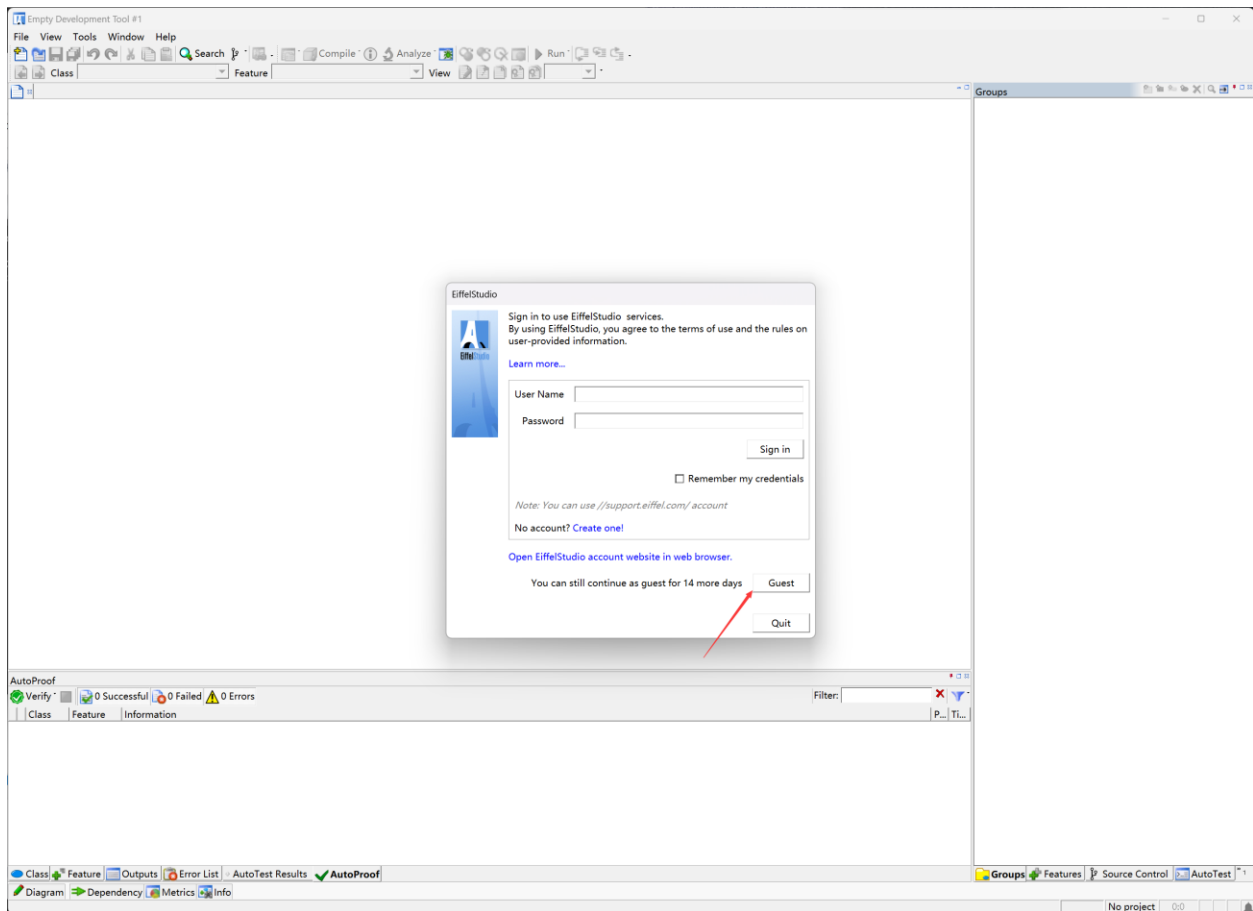 Empty Development Tool #1
File View Tools Window Help
Search Compile Analyze Run
Class Feature View
Groups
EiffelStudio
Sign in to use EiffelStudio services.
By using EiffelStudio, you agree to the terms of use and the rules on
user-provided information.
EiffelStudio
Learn more...
User Name
Password
Sign in
Remember my credentials
Note: You can use //support.eiffel.com/ account
No account? Create one!
Open EiffelStudio account website in web browser.
You can still continue as guest for 14 more days Guest
Quit
AutoProof
Verify 0 Successful 0 Failed 0 Errors Filter:
Class Feature Information P... Ti...
Class Feature Outputs Error List AutoTest Results AutoProof
Groups Features Source Control AutoTest
Diagram Dependency Metrics Info
No project 0:0